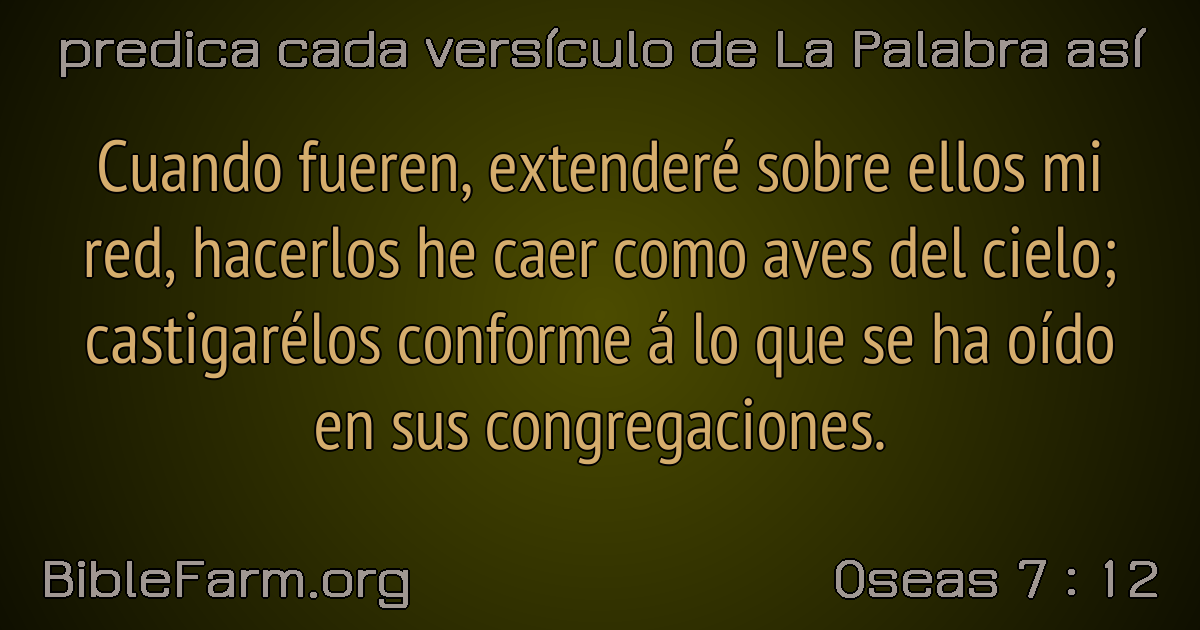 predica cada versículo de La Palabra así
Cuando fueren, extenderé sobre ellos mi
red, hacerlos he caer como aves del cielo;
castigarélos conforme á lo que se ha oído
en sus congregaciones.
BibleFarm.org
Oseas 7 : 12